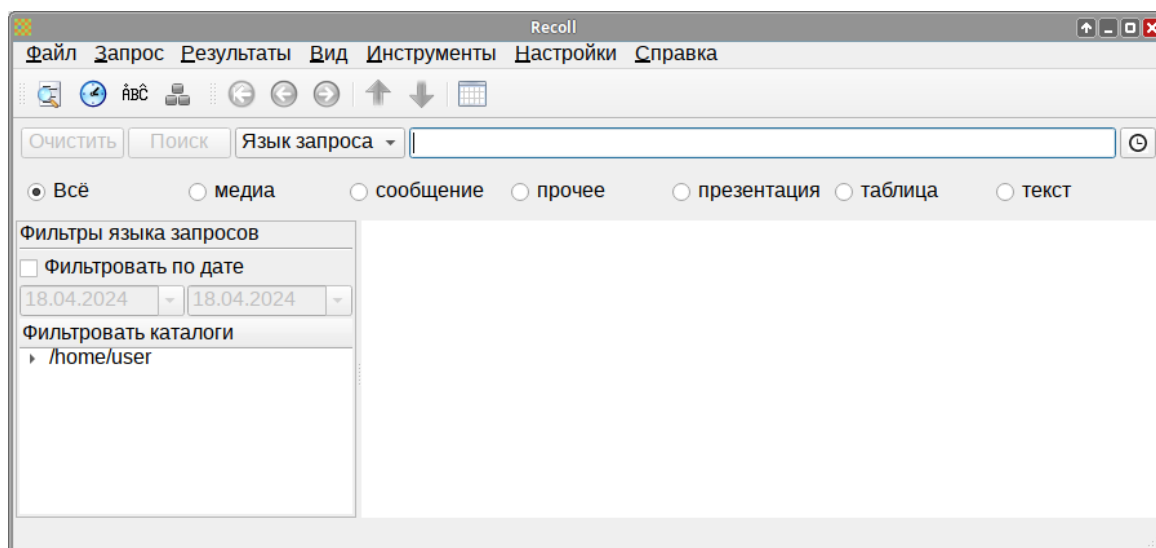 Recoll
Файл Запрос Результаты Вид Инструменты Настройки Справка
ÂBĈ
Очистить Поиск Язык запроса
Всё медиа сообщение прочее презентация таблица текст
Фильтры языка запросов
Фильтровать по дате
18.04.2024 18.04.2024
Фильтровать каталоги
/home/user